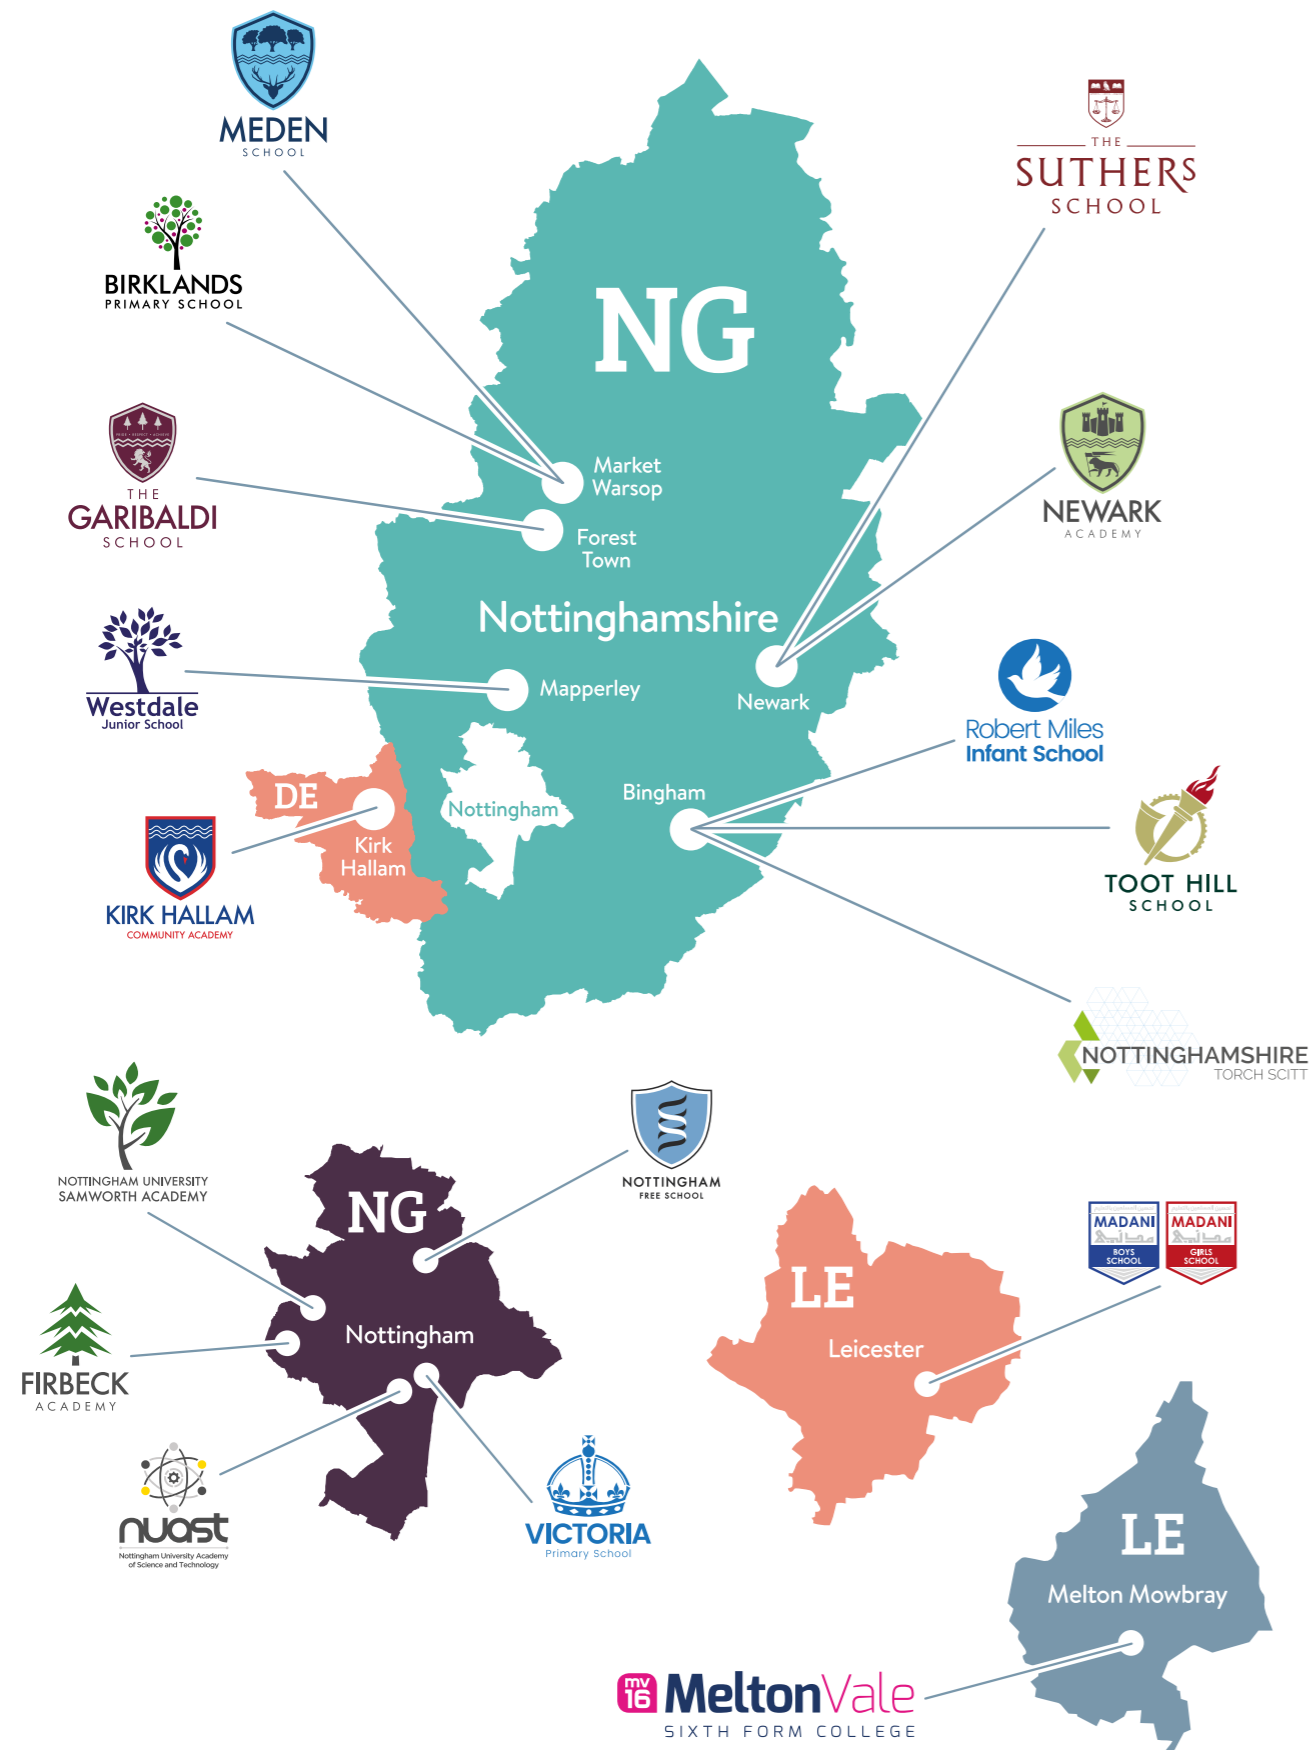 MEDEN
SCHOOL
THE
SUTHERS
SCHOOL
BIRKLANDS
PRIMARY SCHOOL
NG
THE
GARIBALDI
SCHOOL
Market
Warsop
NEWARK
ACADEMY
Forest
Town
Nottinghamshire
Westdale
Junior School
Mapperley
Newark
Robert Miles
Infant School
DE
Kirk
Hallam
Nottingham
Bingham
KIRK HALLAM
COMMUNITY ACADEMY
TOOT HILL
SCHOOL
NOTTINGHAMSHIRE
TORCH SCITT
NOTTINGHAM UNIVERSITY
SAMWORTH ACADEMY
NG
NOTTINGHAM
FREE SCHOOL
MADANI
BOYS
SCHOOL
MADANI
GIRLS
SCHOOL
LE
Leicester
Nottingham
FIRBECK
ACADEMY
nuast
Nottingham University Academy
of Science and Technology
VICTORIA
Primary School
LE
Melton Mowbray
mv
16
MeltonVale
SIXTH FORM COLLEGE